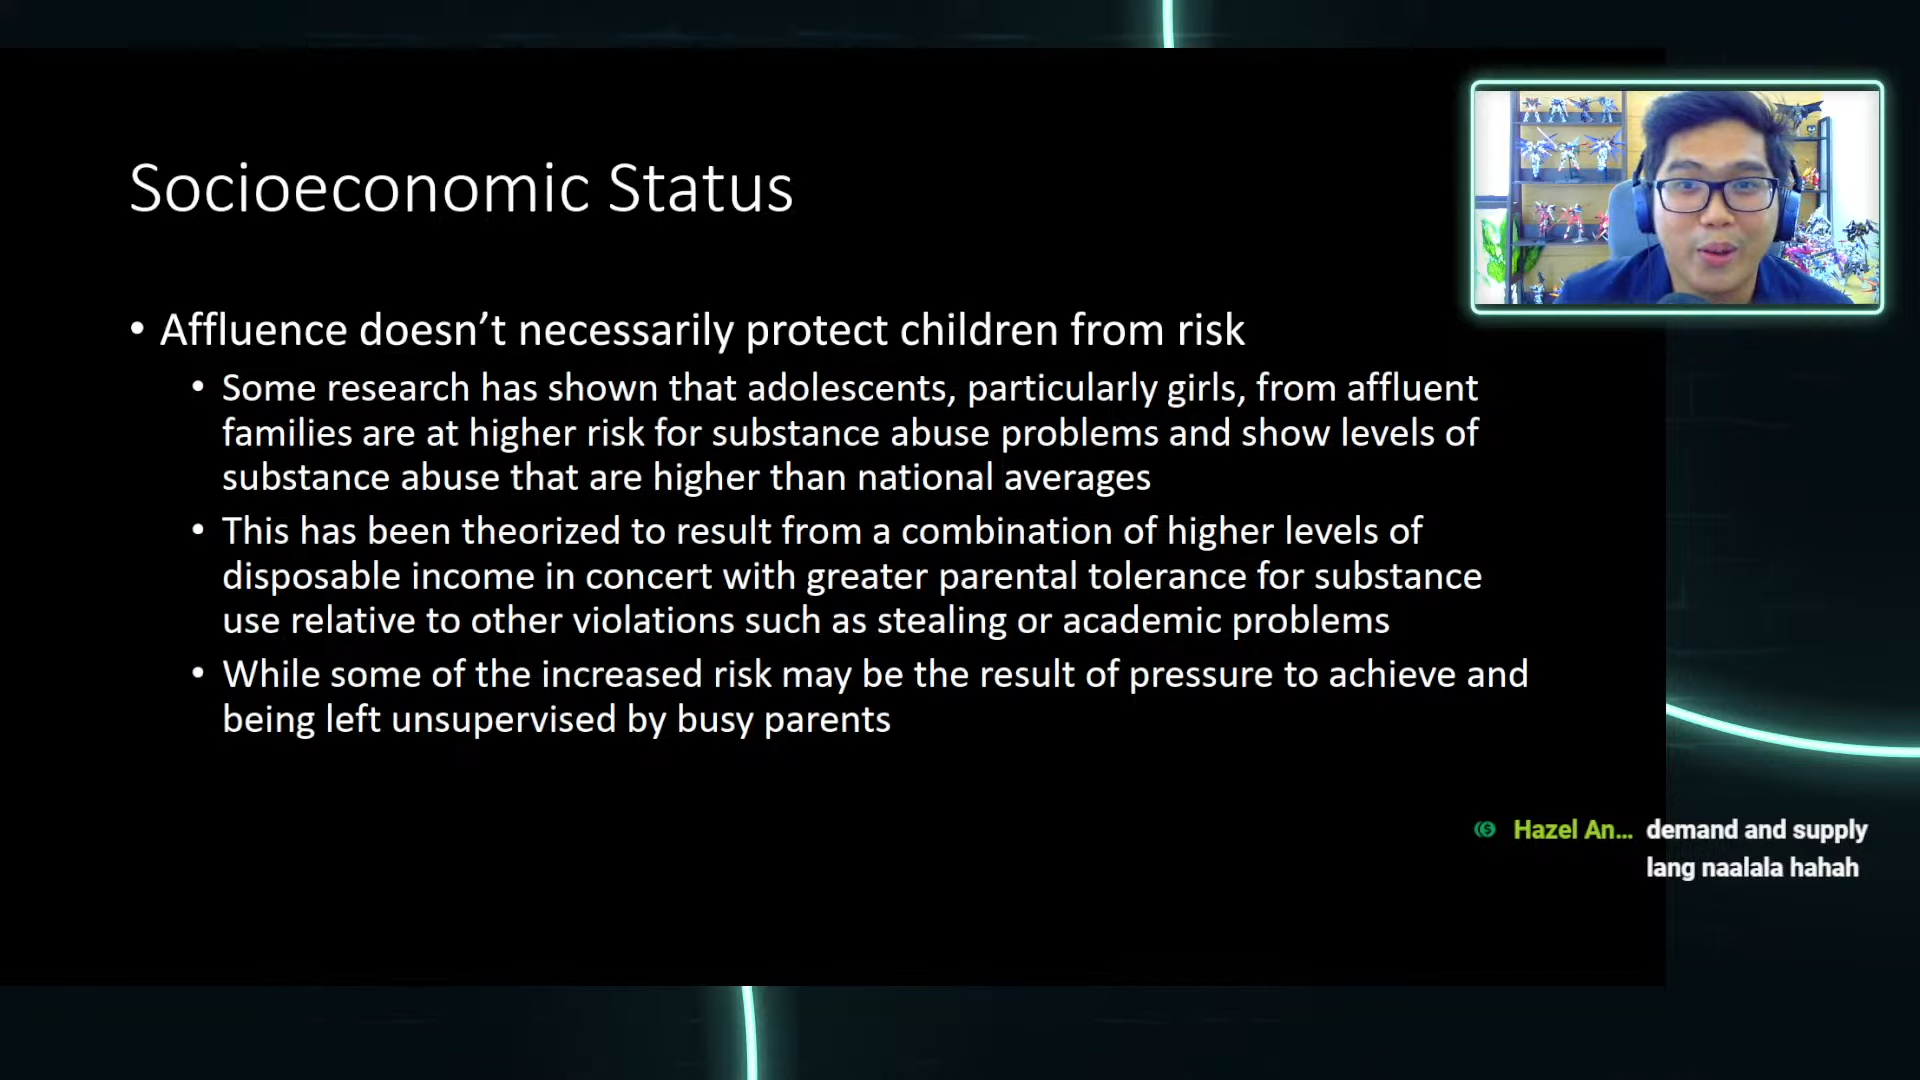 Socioeconomic Status
• Affluence doesn’t necessarily protect children from risk
• Some research has shown that adolescents, particularly girls, from affluent
families are at higher risk for substance abuse problems and show levels of
substance abuse that are higher than national averages
• This has been theorized to result from a combination of higher levels of
disposable income in concert with greater parental tolerance for substance
use relative to other violations such as stealing or academic problems
• While some of the increased risk may be the result of pressure to achieve and
being left unsupervised by busy parents
Hazel An... demand and supply
lang naalala hahah